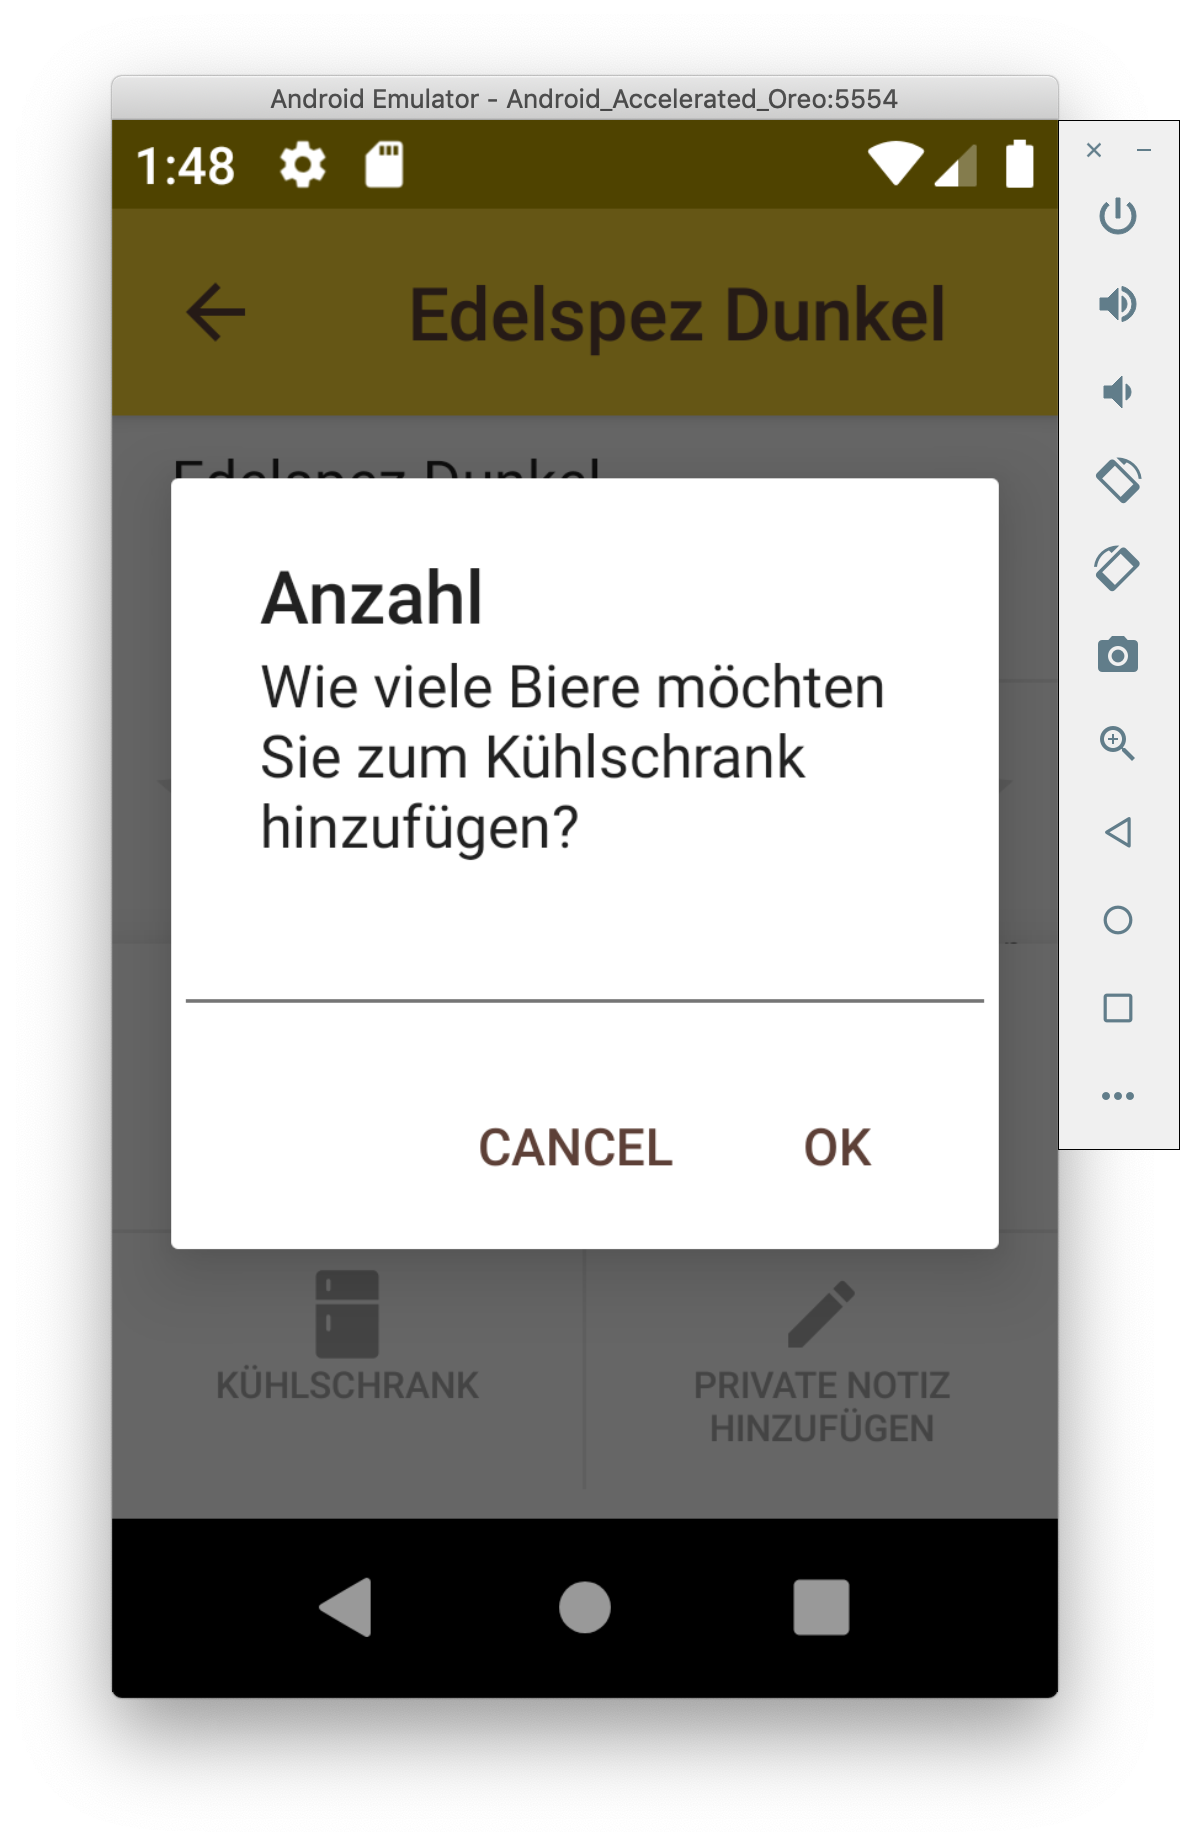 Android Emulator - Android_Accelerated_Oreo:5554
1:48
Edelspez Dunkel
Edelspez Dunkel
Anzahl
Wie viele Biere möchten
Sie zum Kühlschrank
hinzufügen?
CANCEL OK
KÜHLSCHRANK
PRIVATE NOTIZ
HINZUFÜGEN